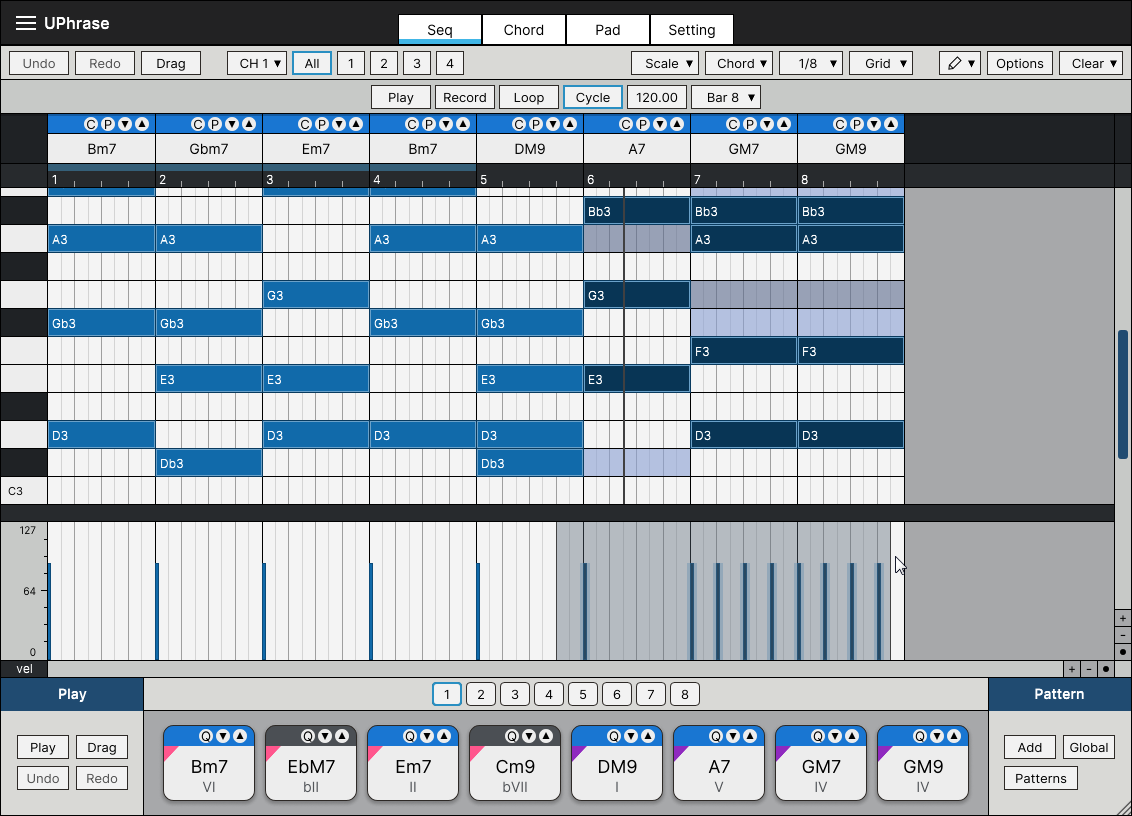 UPhrase
Seq Chord Pad Setting
Undo Redo Drag CH 1 ▼ All 1 2 3 4 Scale ▼ Chord ▼ 1/8 ▼ Grid ▼ ▼ Options Clear ▼
Play Record Loop Cycle 120.00 Bar 8 ▼
C P ▼ ▲ C P ▼ ▲ C P ▼ ▲ C P ▼ ▲ C P ▼ ▲ C P ▼ ▲ C P ▼ ▲ C P ▼ ▲
Bm7 Gbm7 Em7 Bm7 DM9 A7 GM7 GM9
1 2 3 4 5 6 7 8
Bb3 Bb3 Bb3
A3 A3 A3 A3 A3 A3
G3 G3
Gb3 Gb3 Gb3 Gb3
F3 F3
E3 E3 E3 E3
D3 D3 D3 D3 D3 D3
Db3 Db3
C3
127
64
0
+
-
vel + -
Play 1 2 3 4 5 6 7 8 Pattern
Q ▼ ▲ Q ▼ ▲ Q ▼ ▲ Q ▼ ▲ Q ▼ ▲ Q ▼ ▲ Q ▼ ▲ Q ▼ ▲
Play Drag Bm7 EbM7 Em7 Cm9 DM9 A7 GM7 GM9 Add Global
Undo Redo VI bII II bVII I V IV IV Patterns